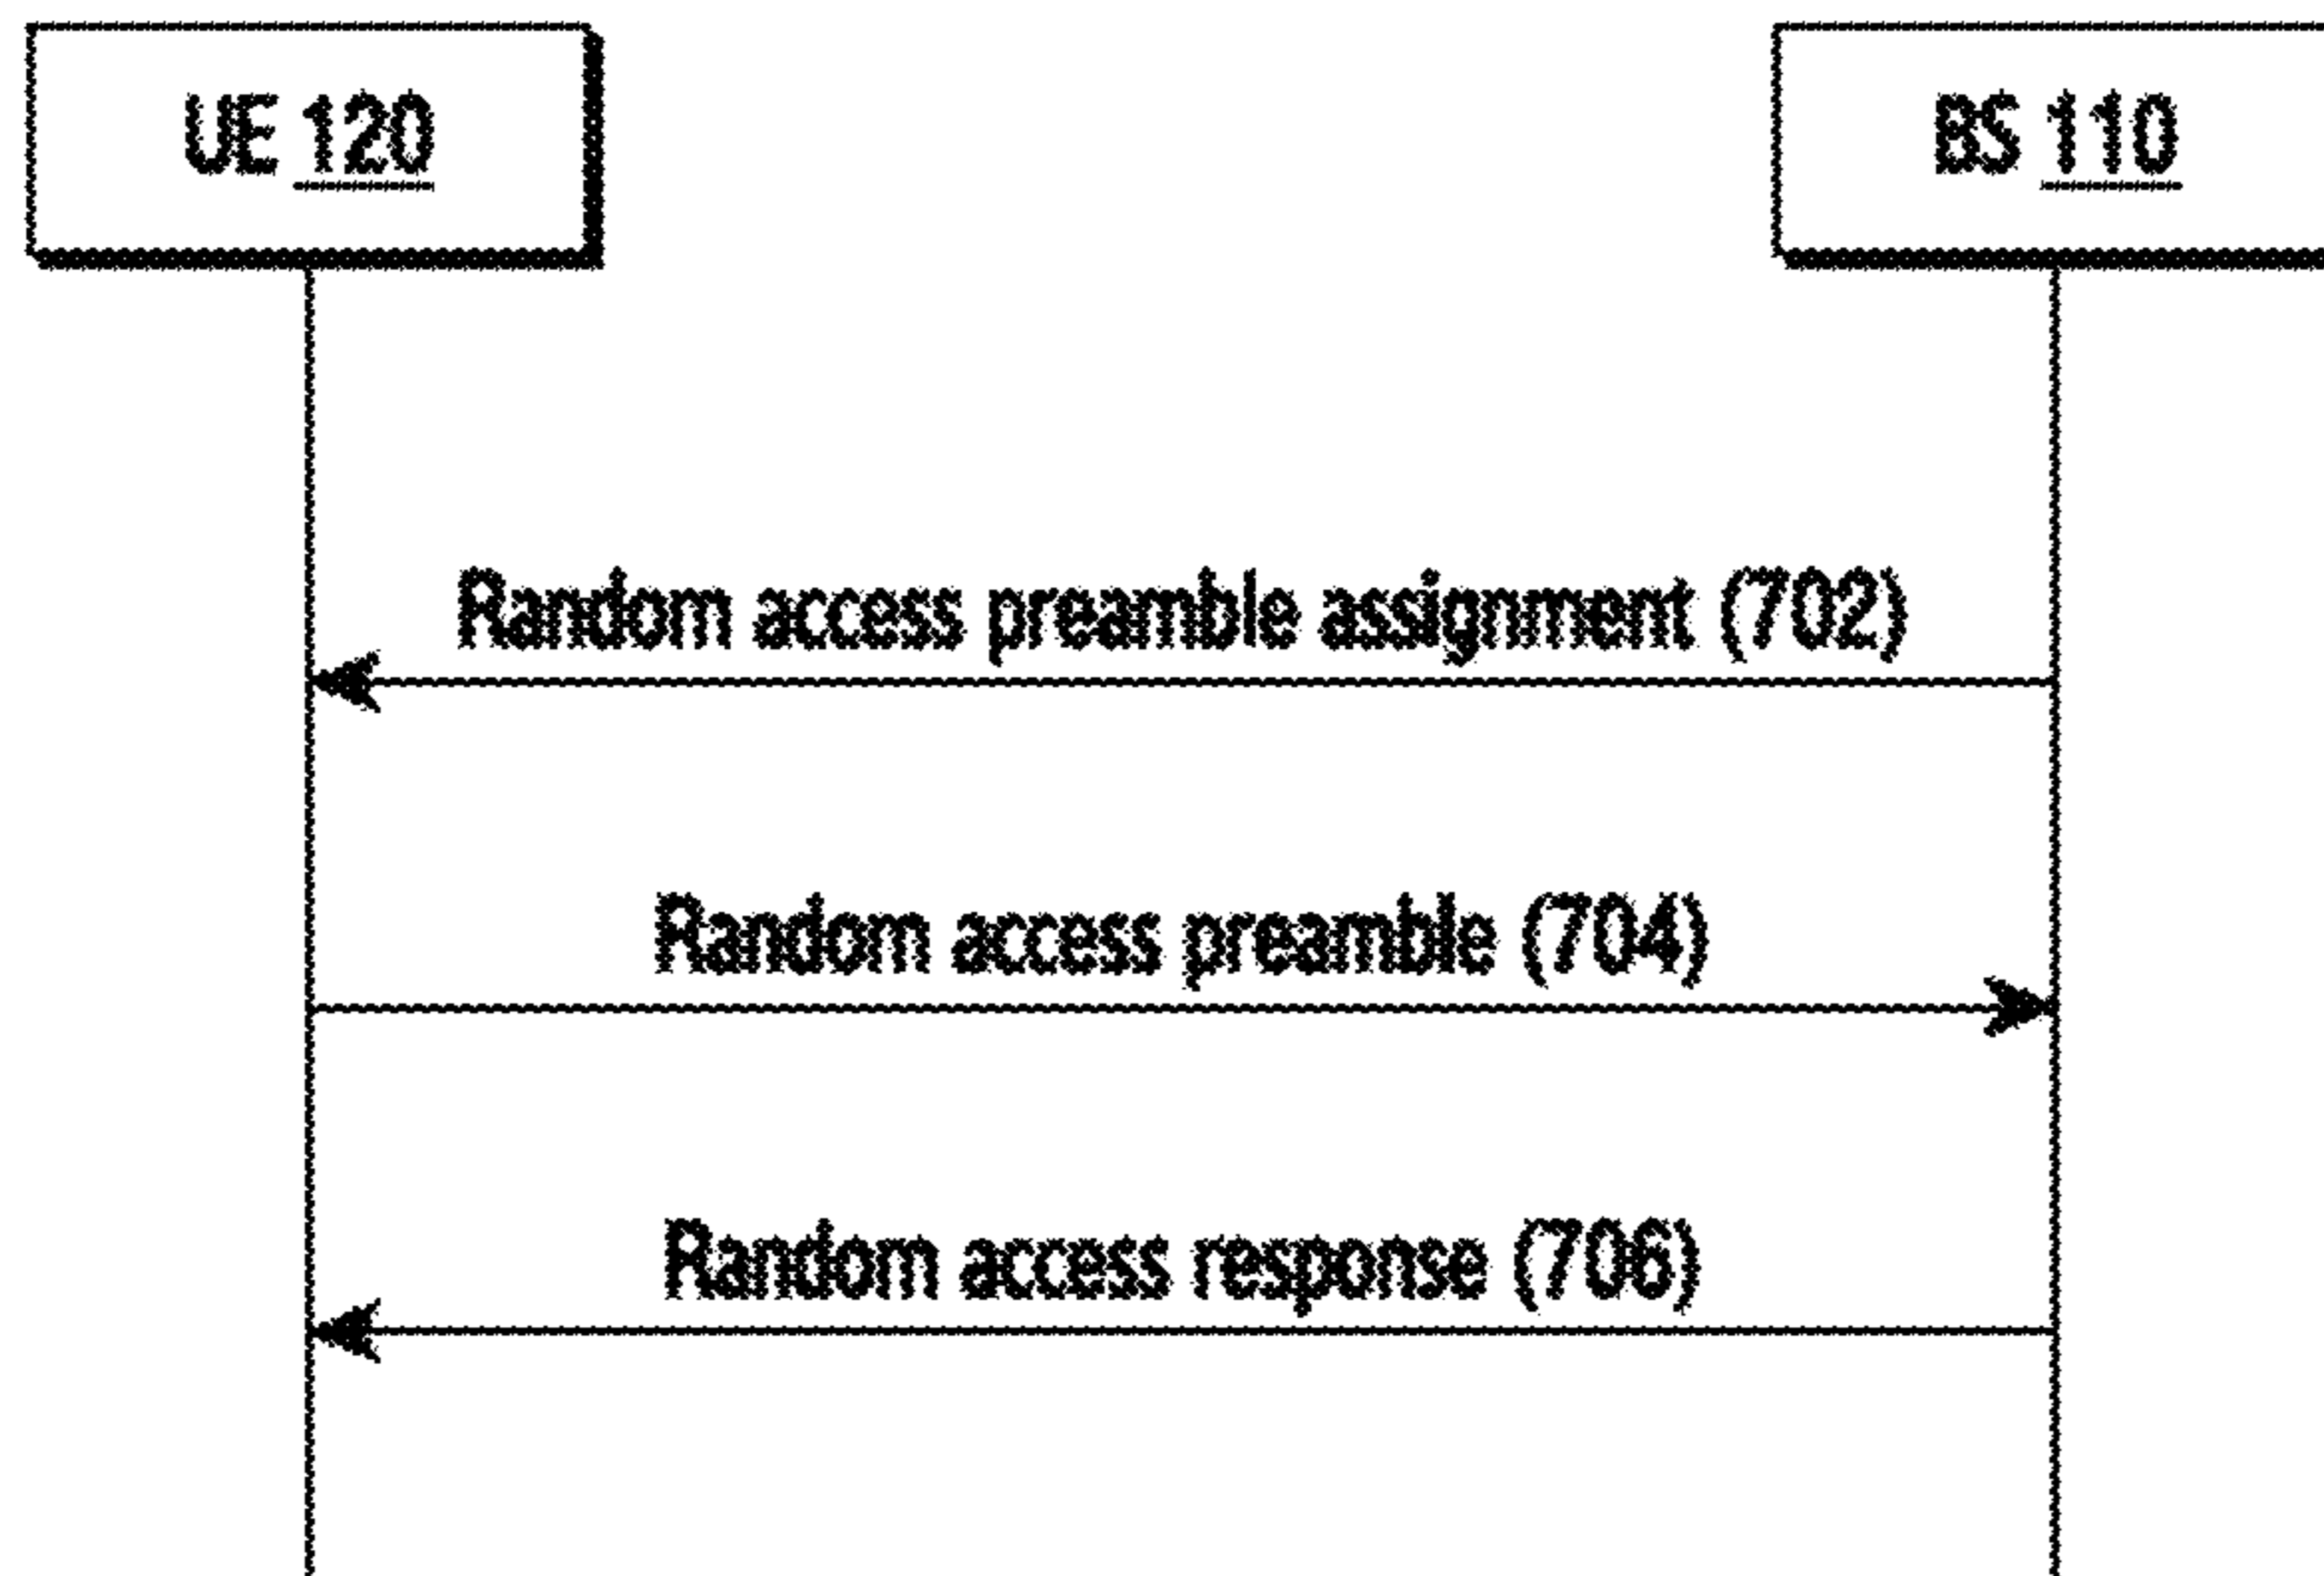 UE 120
BS 110
Random access preamble assignment (702)
Random access preamble (704)
Random access response (706)